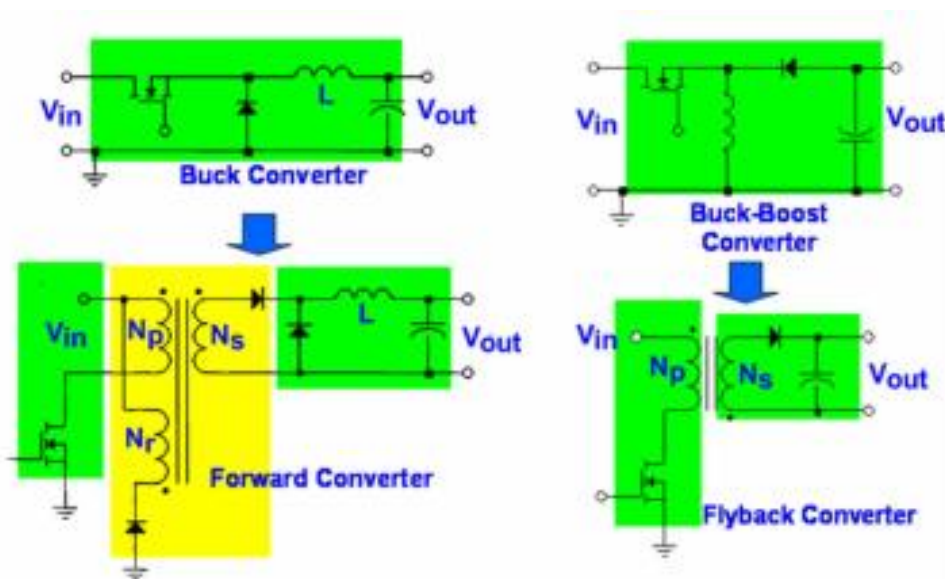 Vin
L
Vout
Buck Converter
Vin
Vout
Buck-Boost
Converter
Vin
Np
Ns
L
Vout
Nr
Forward Converter
Vin
Np
Ns
Vout
Flyback Converter